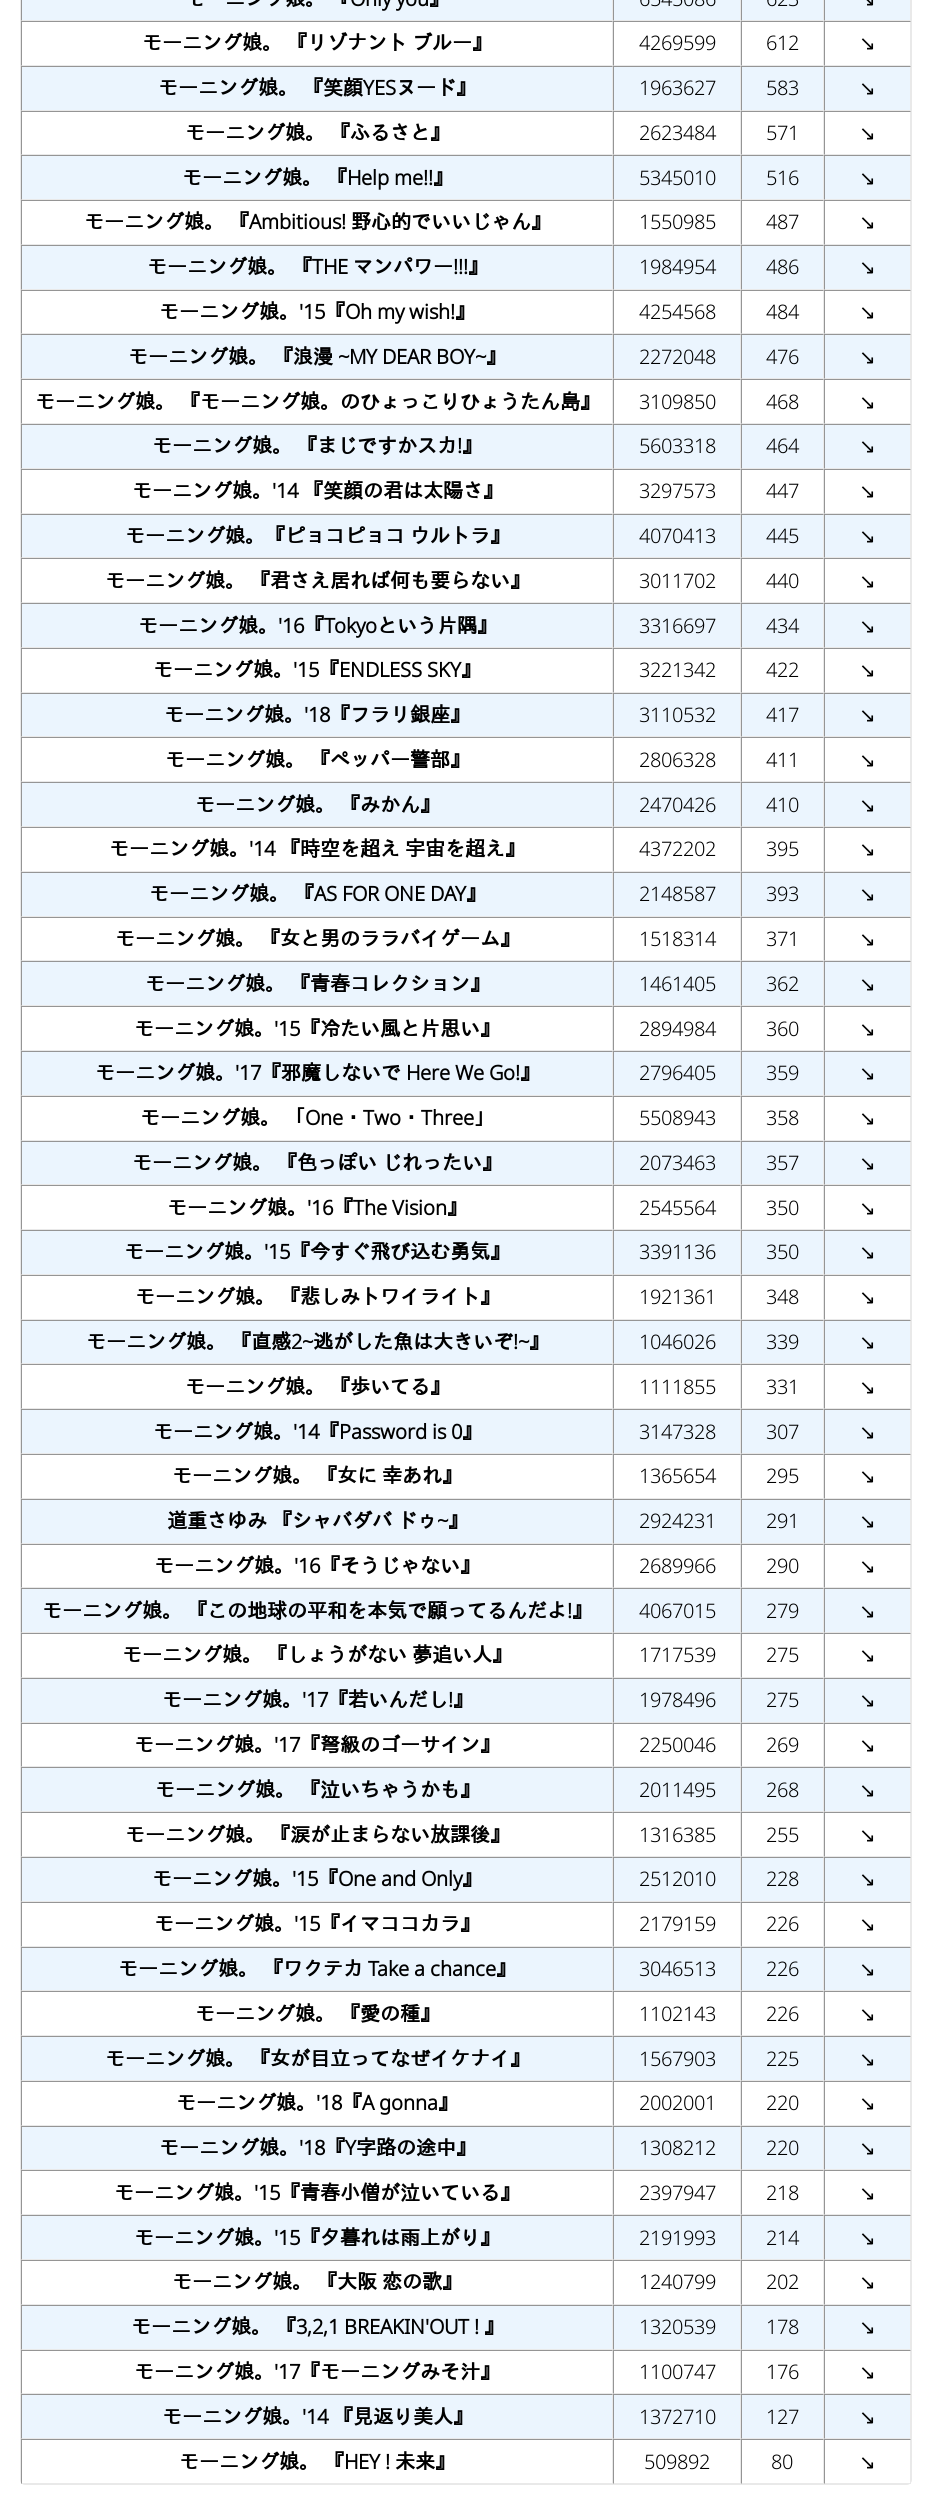 モーニング娘。 『Only you』 6545086 623 ↘
モーニング娘。 『リゾナント ブルー』 4269599 612 ↘
モーニング娘。 『笑顔YESヌード』 1963627 583 ↘
モーニング娘。 『ふるさと』 2623484 571 ↘
モーニング娘。 『Help me!!』 5345010 516 ↘
モーニング娘。 『Ambitious! 野心的でいいじゃん』 1550985 487 ↘
モーニング娘。 『THE マンパワー!!!』 1984954 486 ↘
モーニング娘。'15『Oh my wish!』 4254568 484 ↘
モーニング娘。 『浪漫 ~MY DEAR BOY~』 2272048 476 ↘
モーニング娘。 『モーニング娘。のひょっこりひょうたん島』 3109850 468 ↘
モーニング娘。 『まじですかスカ!』 5603318 464 ↘
モーニング娘。'14 『笑顔の君は太陽さ』 3297573 447 ↘
モーニング娘。『ピョコピョコ ウルトラ』 4070413 445 ↘
モーニング娘。 『君さえ居れば何も要らない』 3011702 440 ↘
モーニング娘。'16『Tokyoという片隅』 3316697 434 ↘
モーニング娘。'15『ENDLESS SKY』 3221342 422 ↘
モーニング娘。'18『フラリ銀座』 3110532 417 ↘
モーニング娘。 『ペッパー警部』 2806328 411 ↘
モーニング娘。 『みかん』 2470426 410 ↘
モーニング娘。'14 『時空を超え 宇宙を超え』 4372202 395 ↘
モーニング娘。 『AS FOR ONE DAY』 2148587 393 ↘
モーニング娘。 『女と男のララバイゲーム』 1518314 371 ↘
モーニング娘。 『青春コレクション』 1461405 362 ↘
モーニング娘。'15『冷たい風と片思い』 2894984 360 ↘
モーニング娘。'17『邪魔しないで Here We Go!』 2796405 359 ↘
モーニング娘。 「One・Two・Three」 5508943 358 ↘
モーニング娘。 『色っぽい じれったい』 2073463 357 ↘
モーニング娘。'16『The Vision』 2545564 350 ↘
モーニング娘。'15『今すぐ飛び込む勇気』 3391136 350 ↘
モーニング娘。 『悲しみトワイライト』 1921361 348 ↘
モーニング娘。 『直感2~逃がした魚は大きいぞ!~』 1046026 339 ↘
モーニング娘。 『歩いてる』 1111855 331 ↘
モーニング娘。'14『Password is 0』 3147328 307 ↘
モーニング娘。 『女に 幸あれ』 1365654 295 ↘
道重さゆみ 『シャバダバ ドゥ~』 2924231 291 ↘
モーニング娘。'16『そうじゃない』 2689966 290 ↘
モーニング娘。 『この地球の平和を本気で願ってるんだよ!』 4067015 279 ↘
モーニング娘。 『しょうがない 夢追い人』 1717539 275 ↘
モーニング娘。'17『若いんだし!』 1978496 275 ↘
モーニング娘。'17『弩級のゴーサイン』 2250046 269 ↘
モーニング娘。 『泣いちゃうかも』 2011495 268 ↘
モーニング娘。 『涙が止まらない放課後』 1316385 255 ↘
モーニング娘。'15『One and Only』 2512010 228 ↘
モーニング娘。'15『イマココカラ』 2179159 226 ↘
モーニング娘。 『ワクテカ Take a chance』 3046513 226 ↘
モーニング娘。 『愛の種』 1102143 226 ↘
モーニング娘。 『女が目立ってなぜイケナイ』 1567903 225 ↘
モーニング娘。'18『A gonna』 2002001 220 ↘
モーニング娘。'18『Y字路の途中』 1308212 220 ↘
モーニング娘。'15『青春小僧が泣いている』 2397947 218 ↘
モーニング娘。'15『夕暮れは雨上がり』 2191993 214 ↘
モーニング娘。 『大阪 恋の歌』 1240799 202 ↘
モーニング娘。 『3,2,1 BREAKIN'OUT ! 』 1320539 178 ↘
モーニング娘。'17『モーニングみそ汁』 1100747 176 ↘
モーニング娘。'14 『見返り美人』 1372710 127 ↘
モーニング娘。 『HEY ! 未来』 509892 80 ↘